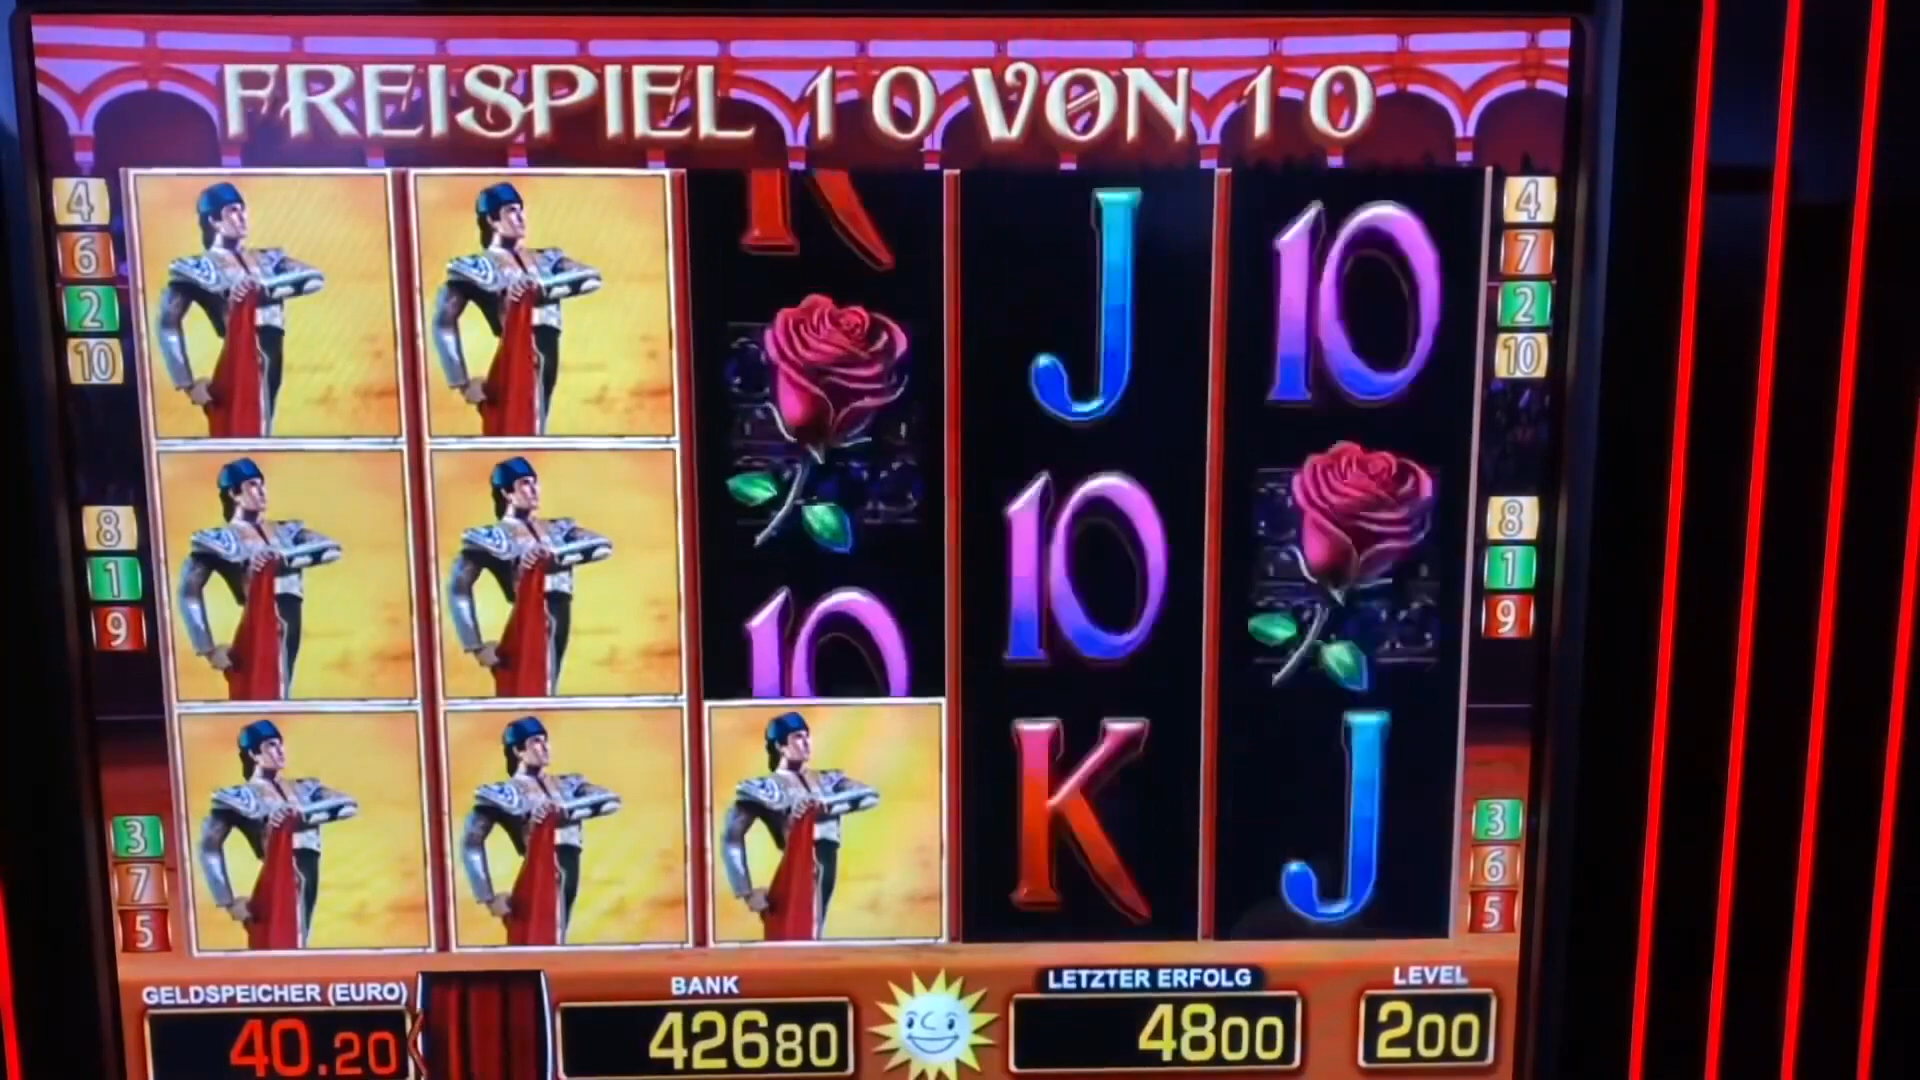 FREISPIEL 10 VON 10
4 K J 10 4
6 7
2 2
10 10
8 10 8
1 1
9 10 9
3 K J 3
7 6
5 5
GELDSPEICHER (EURO) BANK LETZTER ERFOLG LEVEL
40.20 42680 4800 200